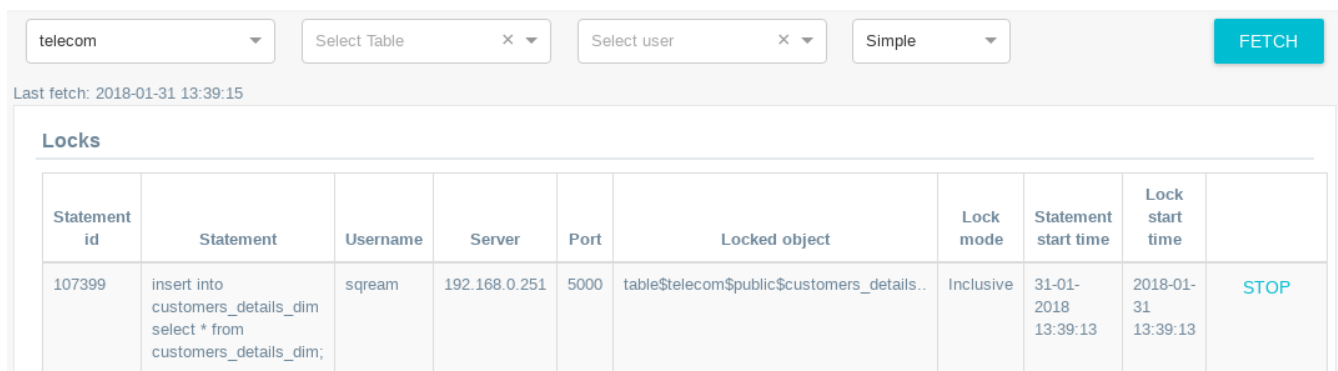 telecom Select Table × Select user × Simple FETCH
Last fetch: 2018-01-31 13:39:15
Locks
Statement id Statement Username Server Port Locked object Lock mode Statement start time Lock start time
107399 insert into customers_details_dim select * from customers_details_dim; sqream 192.168.0.251 5000 table$telecom$public$customers_details.. Inclusive 31-01-2018 13:39:13 2018-01-31 13:39:13 STOP